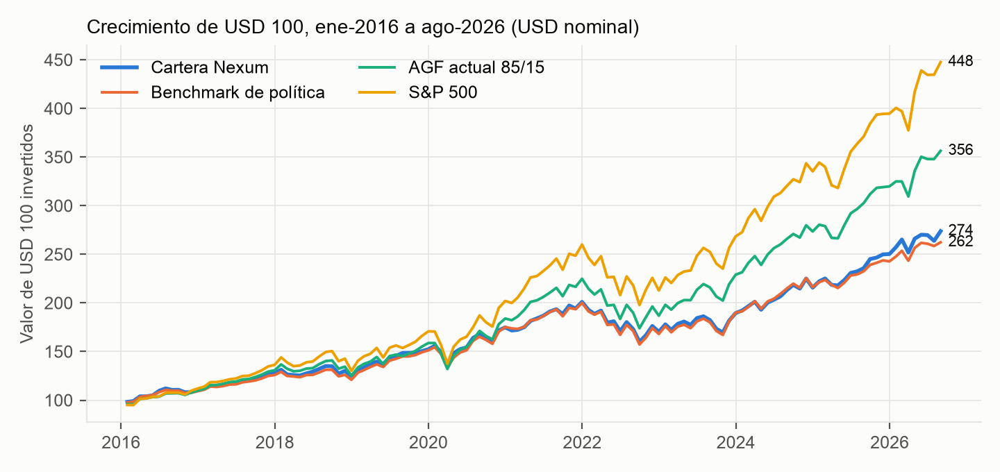 Crecimiento de USD 100, ene-2016 a ago-2026 (USD nominal)
Cartera Nexum
Benchmark de política
AGF actual 85/15
S&P 500
Valor de USD 100 invertidos
450
400
350
300
250
200
150
100
448
356
274
262
2016 2018 2020 2022 2024 2026